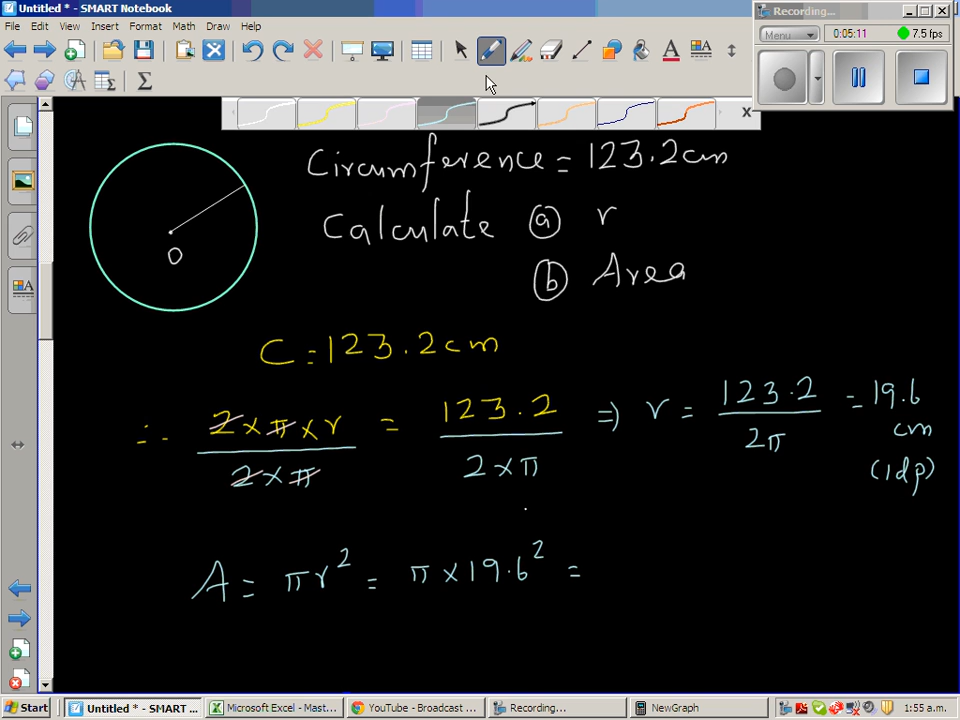 Untitled * - SMART Notebook
Recording...
File Edit View Insert Format Math Draw Help
Menu 0:05:11 7.5 fps
Circumference = 123.2cm
Calculate (a) r
(b) Area
O
C = 123.2cm
∴ 2 × π × r / 2 × π = 123.2 / 2 × π ⇒ r = 123.2 / 2π = 19.6 cm (1dp)
A = πr² = π × 19.6² =
Start Untitled * - SMART Not... Microsoft Excel - Mast... YouTube - Broadcast ... Recording... NewGraph 1:55 a.m.